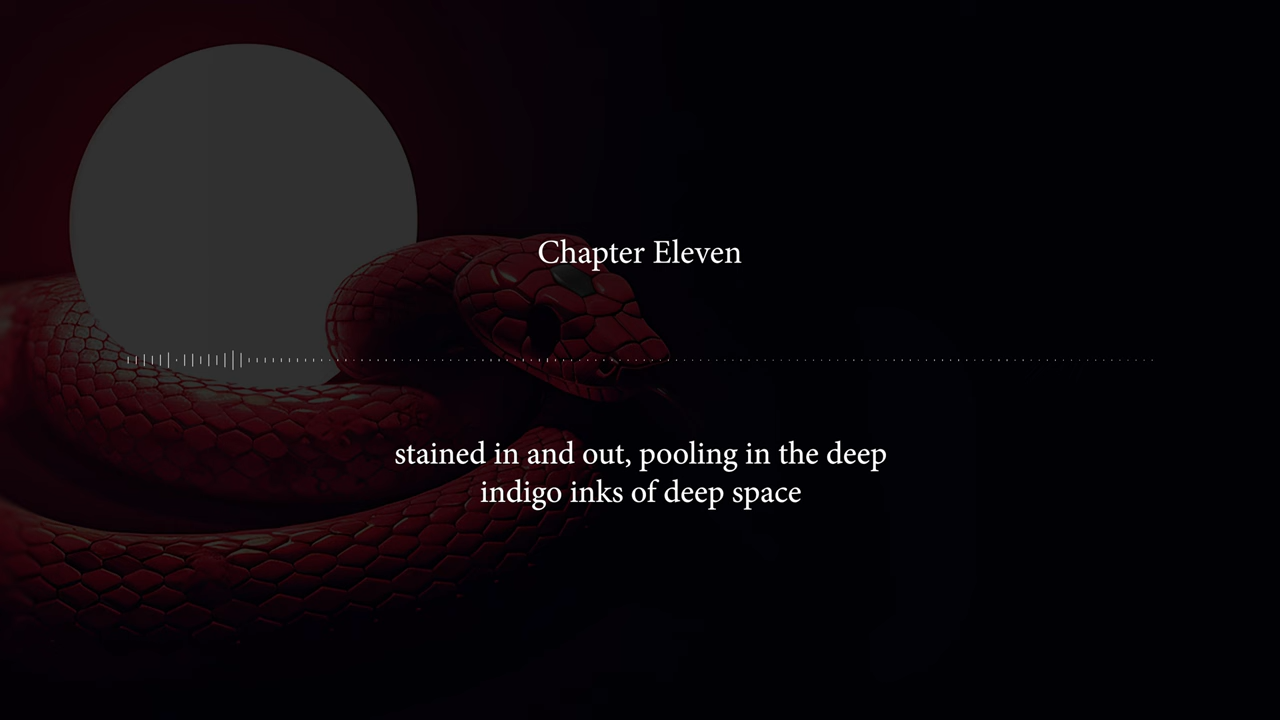 Chapter Eleven
stained in and out, pooling in the deep
indigo inks of deep space